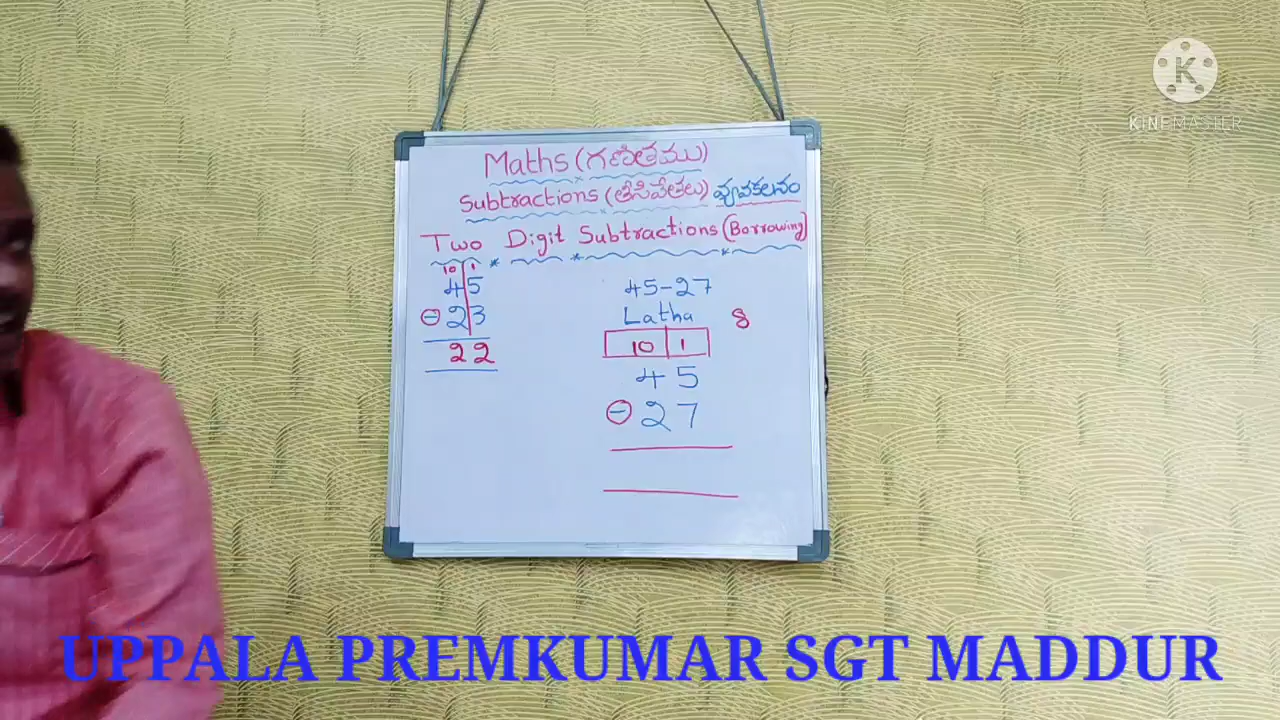 Maths (గణితము)
Subtractions (తీసివేతలు) వ్యవకలనం
Two Digit Subtractions (Borrowing)
10 1
45
- 23
22
45-27
Latha 8
10 1
45
- 27
K
KINEMASTER
UPPALA PREMKUMAR SGT MADDUR